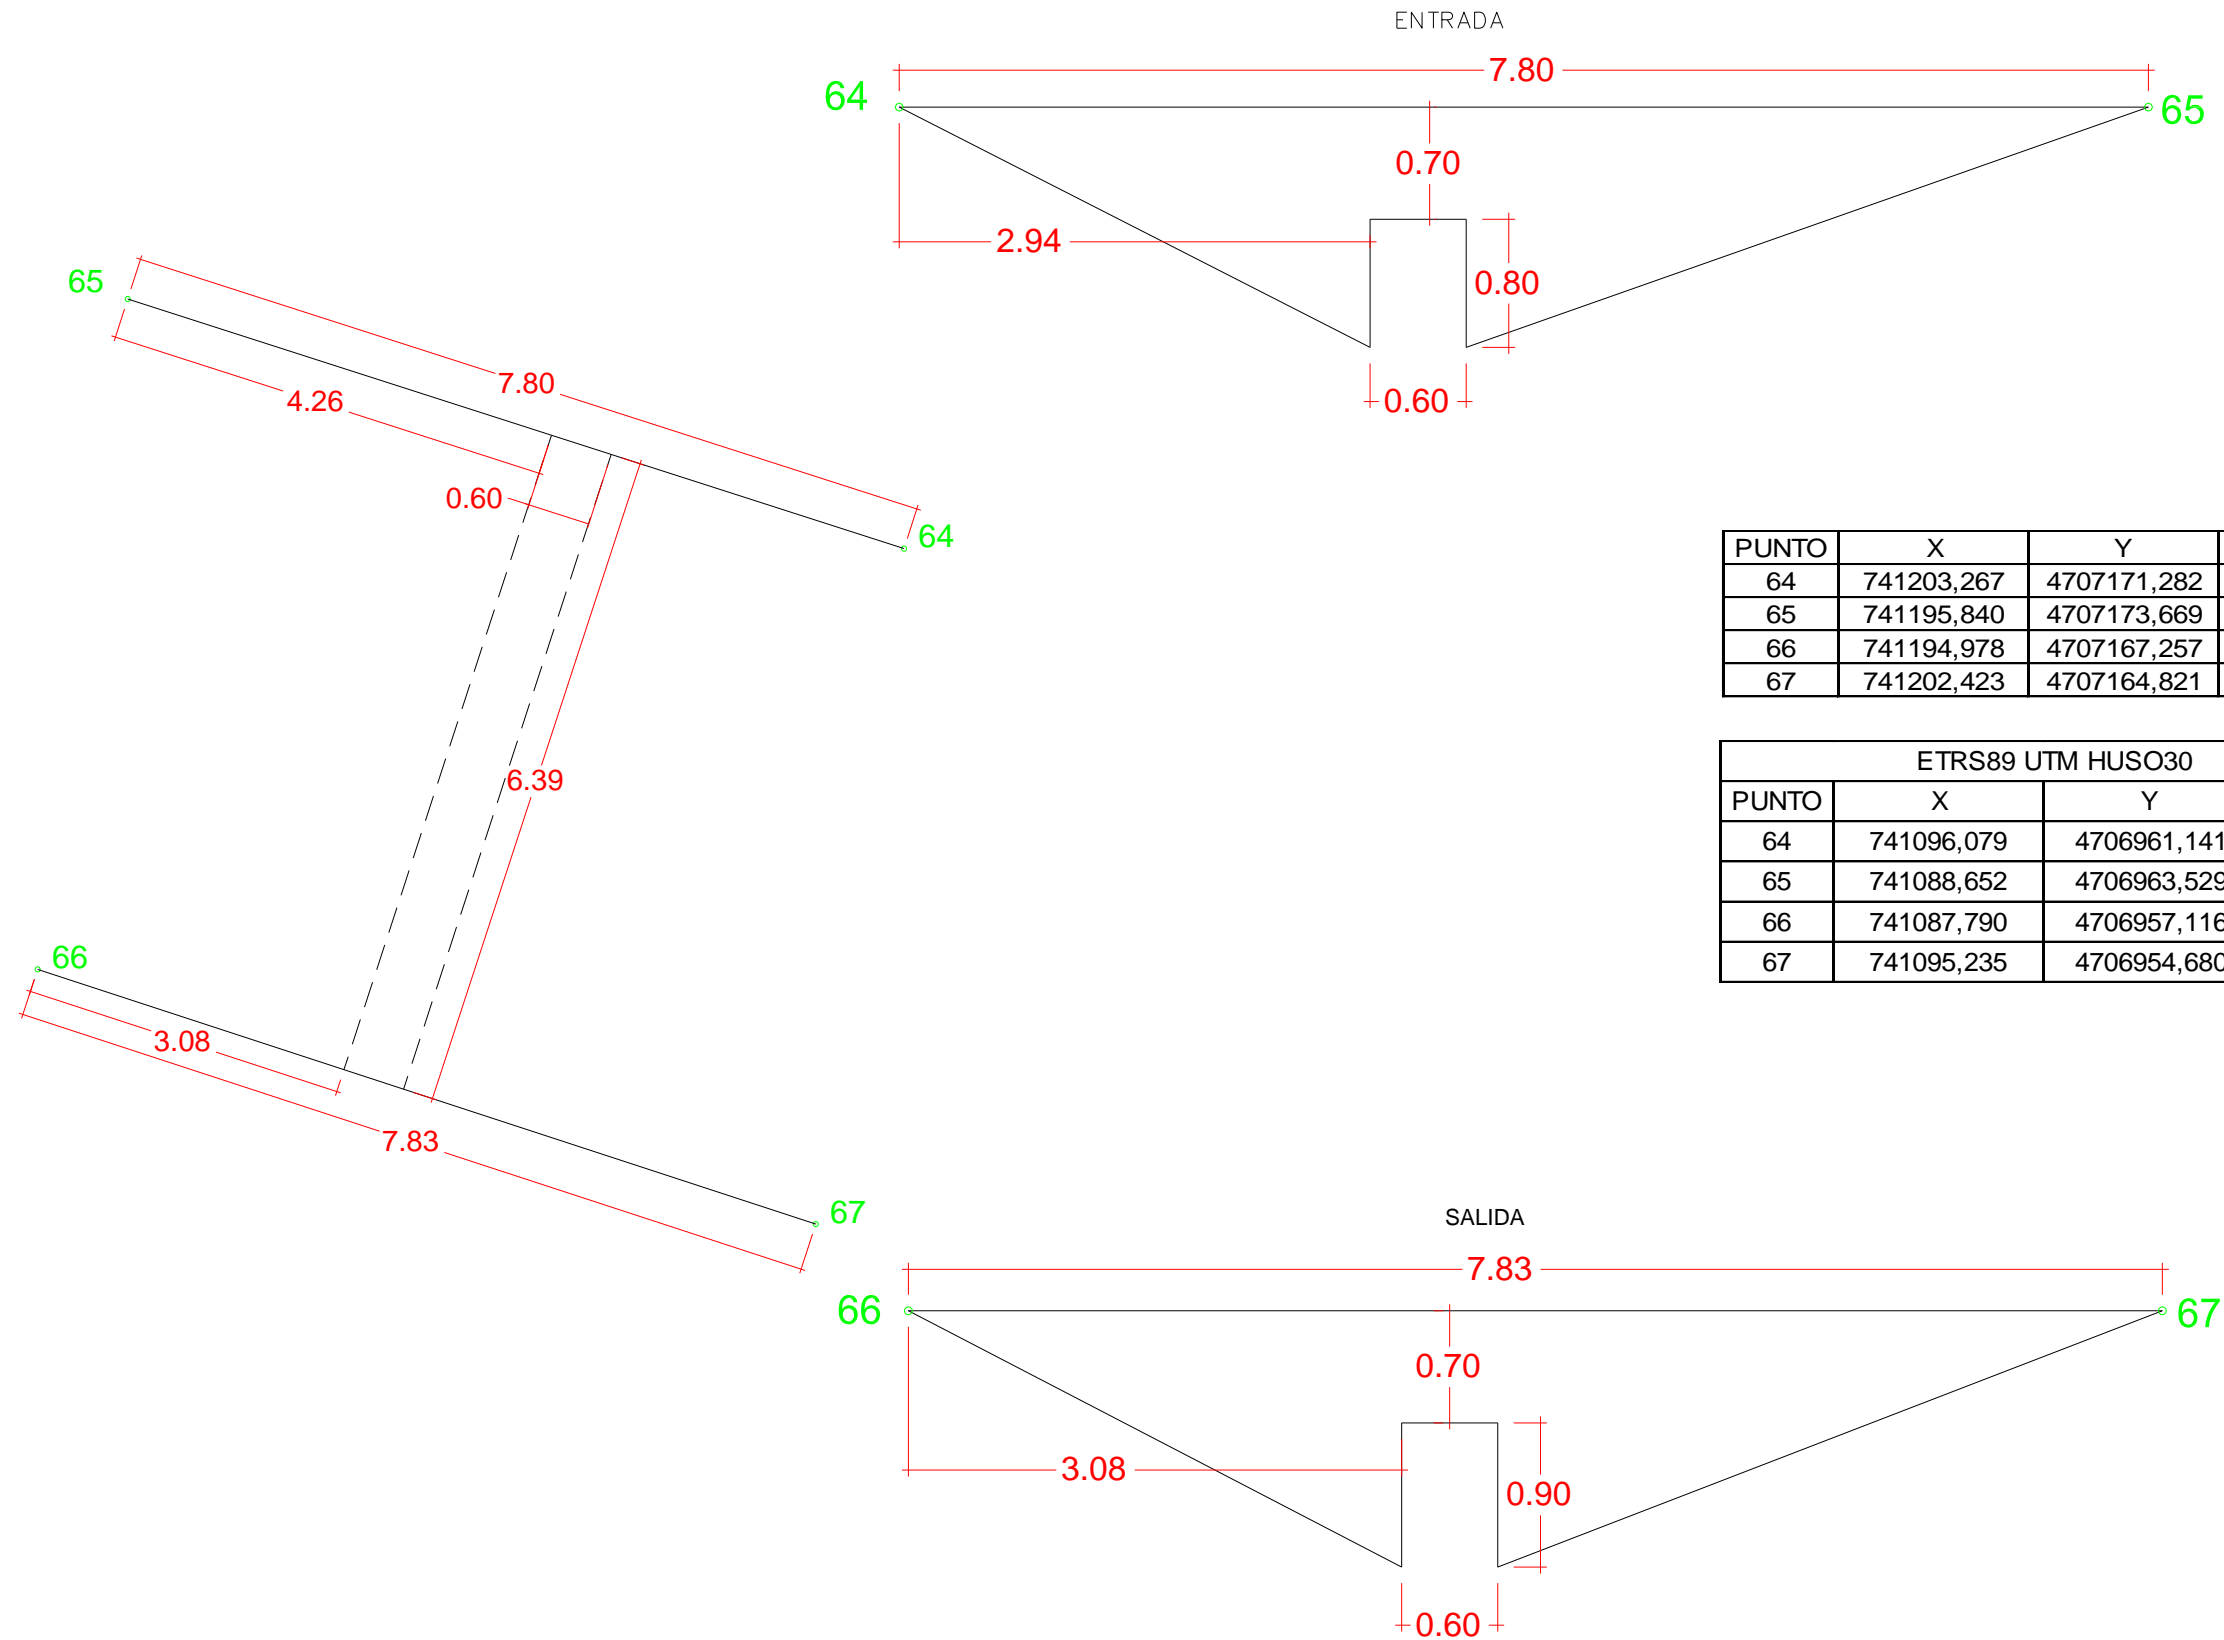 ENTRADA
7.80
64
65
0.70
2.94
0.80
0.60
65
7.80
4.26
0.60
64
6.39
66
3.08
7.83
67
PUNTO X Y
64 741203,267 4707171,282
65 741195,840 4707173,669
66 741194,978 4707167,257
67 741202,423 4707164,821
ETRS89 UTM HUSO30
PUNTO X Y
64 741096,079 4706961,141
65 741088,652 4706963,529
66 741087,790 4706957,116
67 741095,235 4706954,680
SALIDA
7.83
66
67
0.70
3.08
0.90
0.60